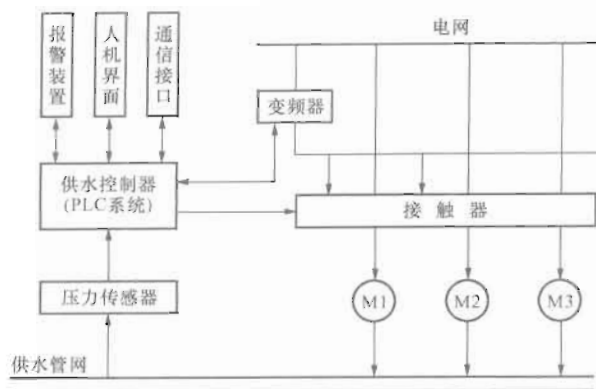 报警装置
人机界面
通信接口
电网
变频器
供水控制器
(PLC系统)
接触器
压力传感器
M1
M2
M3
供水管网